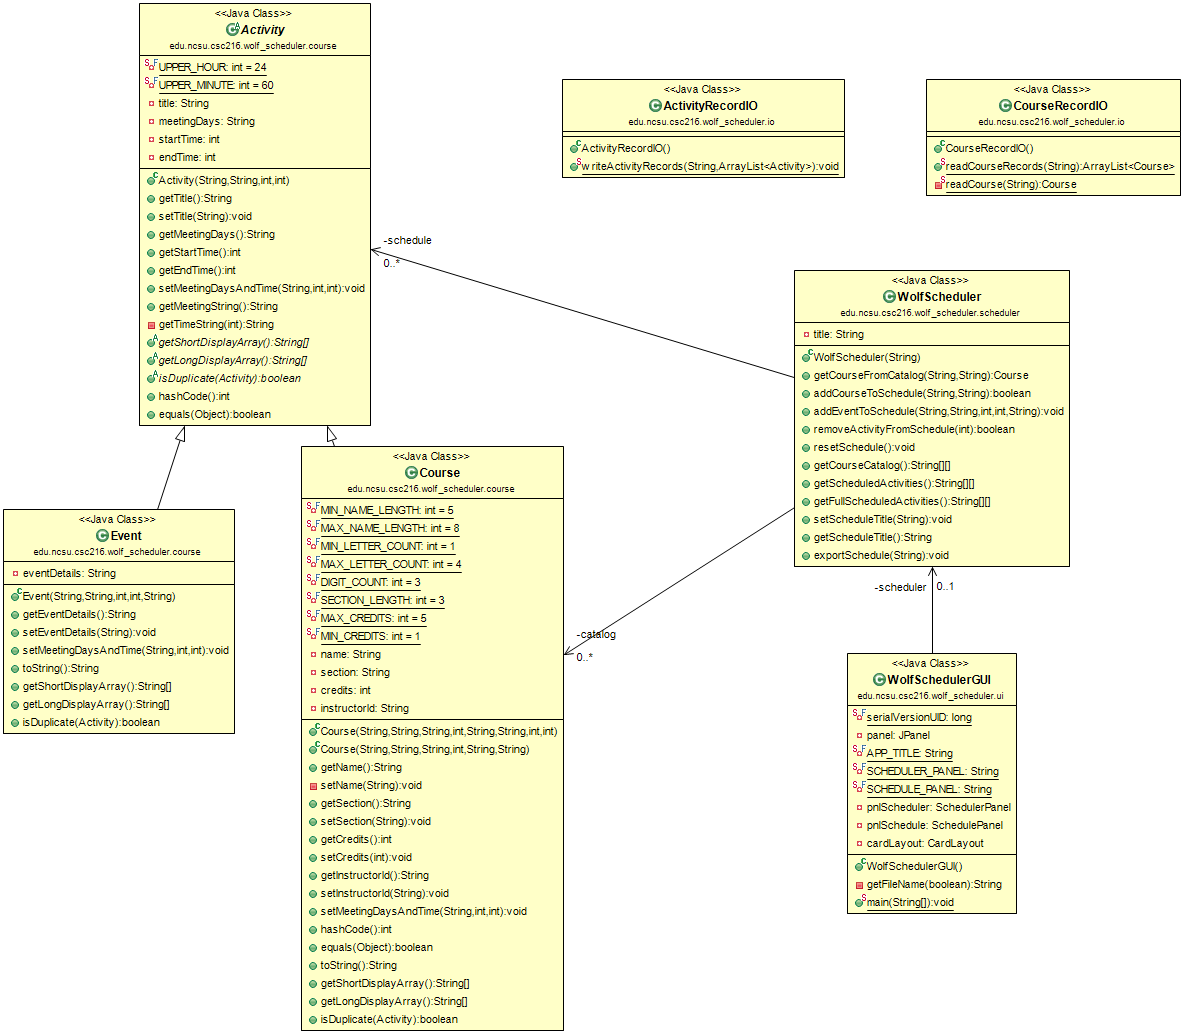 <<Java Class>>
Activity
edu.ncsu.csc216.wolf_scheduler.course
UPPER_HOUR: int = 24
UPPER_MINUTE: int = 60
title: String
meetingDays: String
startTime: int
endTime: int
Activity(String,String,int,int)
getTitle():String
setTitle(String):void
getMeetingDays():String
getStartTime():int
getEndTime():int
setMeetingDaysAndTime(String,int,int):void
getMeetingString():String
getTimeString(int):String
getShortDisplayArray():String[]
getLongDisplayArray():String[]
isDuplicate(Activity):boolean
hashCode():int
equals(Object):boolean
<<Java Class>>
ActivityRecordIO
edu.ncsu.csc216.wolf_scheduler.io
ActivityRecordIO()
writeActivityRecords(String,ArrayList<Activity>):void
<<Java Class>>
CourseRecordIO
edu.ncsu.csc216.wolf_scheduler.io
CourseRecordIO()
readCourseRecords(String):ArrayList<Course>
readCourse(String):Course
-schedule
0..*
<<Java Class>>
WolfScheduler
edu.ncsu.csc216.wolf_scheduler.scheduler
title: String
WolfScheduler(String)
getCourseFromCatalog(String,String):Course
addCourseToSchedule(String,String):boolean
addEventToSchedule(String,String,int,int,String):void
removeActivityFromSchedule(int):boolean
resetSchedule():void
getCourseCatalog():String[][]
getScheduledActivities():String[][]
getFullScheduledActivities():String[][]
setScheduleTitle(String):void
getScheduleTitle():String
exportSchedule(String):void
<<Java Class>>
Event
edu.ncsu.csc216.wolf_scheduler.course
eventDetails: String
Event(String,String,int,int,String)
getEventDetails():String
setEventDetails(String):void
setMeetingDaysAndTime(String,int,int):void
toString():String
getShortDisplayArray():String[]
getLongDisplayArray():String[]
isDuplicate(Activity):boolean
<<Java Class>>
Course
edu.ncsu.csc216.wolf_scheduler.course
MIN_NAME_LENGTH: int = 5
MAX_NAME_LENGTH: int = 8
MIN_LETTER_COUNT: int = 1
MAX_LETTER_COUNT: int = 4
DIGIT_COUNT: int = 3
SECTION_LENGTH: int = 3
MAX_CREDITS: int = 5
MIN_CREDITS: int = 1
name: String
section: String
credits: int
instructorId: String
Course(String,String,String,int,String,String,int,int)
Course(String,String,String,int,String,String)
getName():String
setName(String):void
getSection():String
setSection(String):void
getCredits():int
setCredits(int):void
getInstructorId():String
setInstructorId(String):void
setMeetingDaysAndTime(String,int,int):void
hashCode():int
equals(Object):boolean
toString():String
getShortDisplayArray():String[]
getLongDisplayArray():String[]
isDuplicate(Activity):boolean
-catalog
0..*
-scheduler
0..1
<<Java Class>>
WolfSchedulerGUI
edu.ncsu.csc216.wolf_scheduler.ui
serialVersionUID: long
panel: JPanel
APP_TITLE: String
SCHEDULER_PANEL: String
SCHEDULE_PANEL: String
pnlScheduler: SchedulerPanel
pnlSchedule: SchedulePanel
cardLayout: CardLayout
WolfSchedulerGUI()
getFileName(boolean):String
main(String[]):void